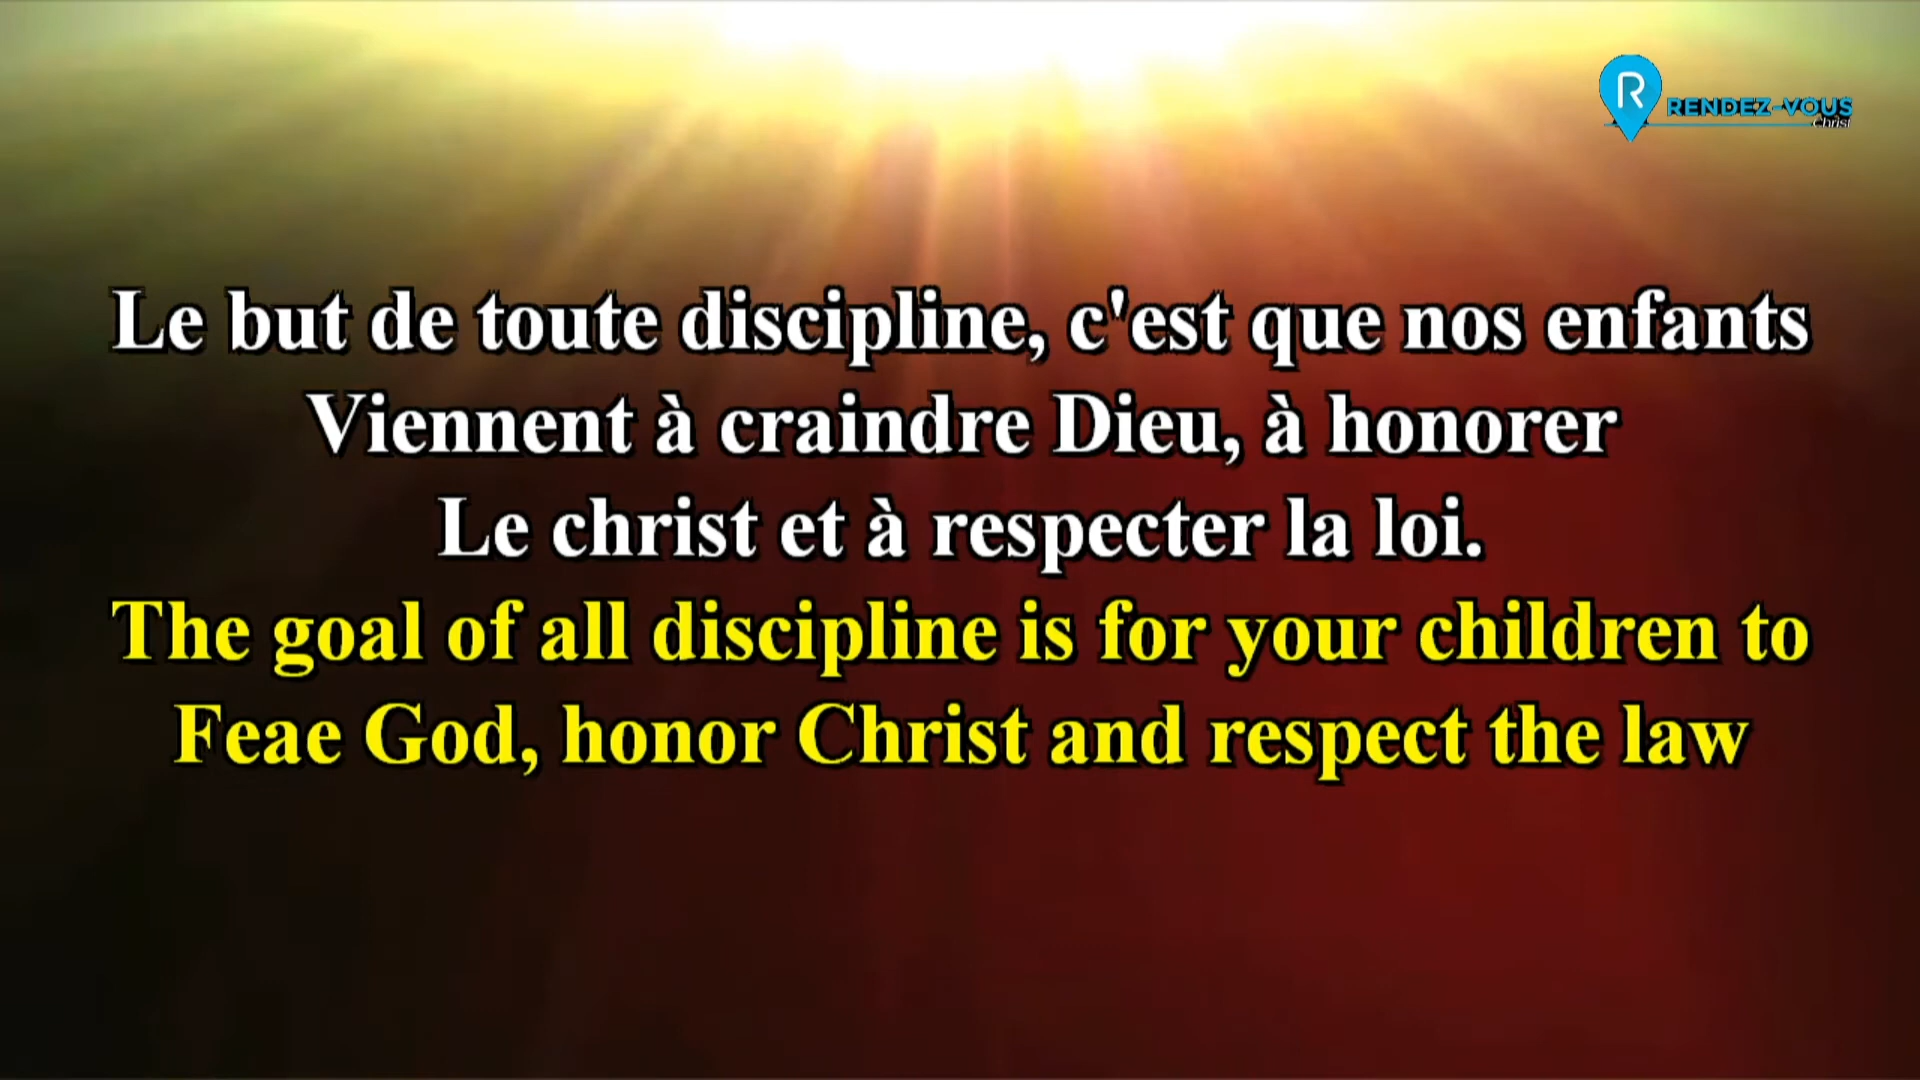 R
RENDEZ-VOUS
Christ
Le but de toute discipline, c'est que nos enfants
Viennent à craindre Dieu, à honorer
Le christ et à respecter la loi.
The goal of all discipline is for your children to
Feae God, honor Christ and respect the law